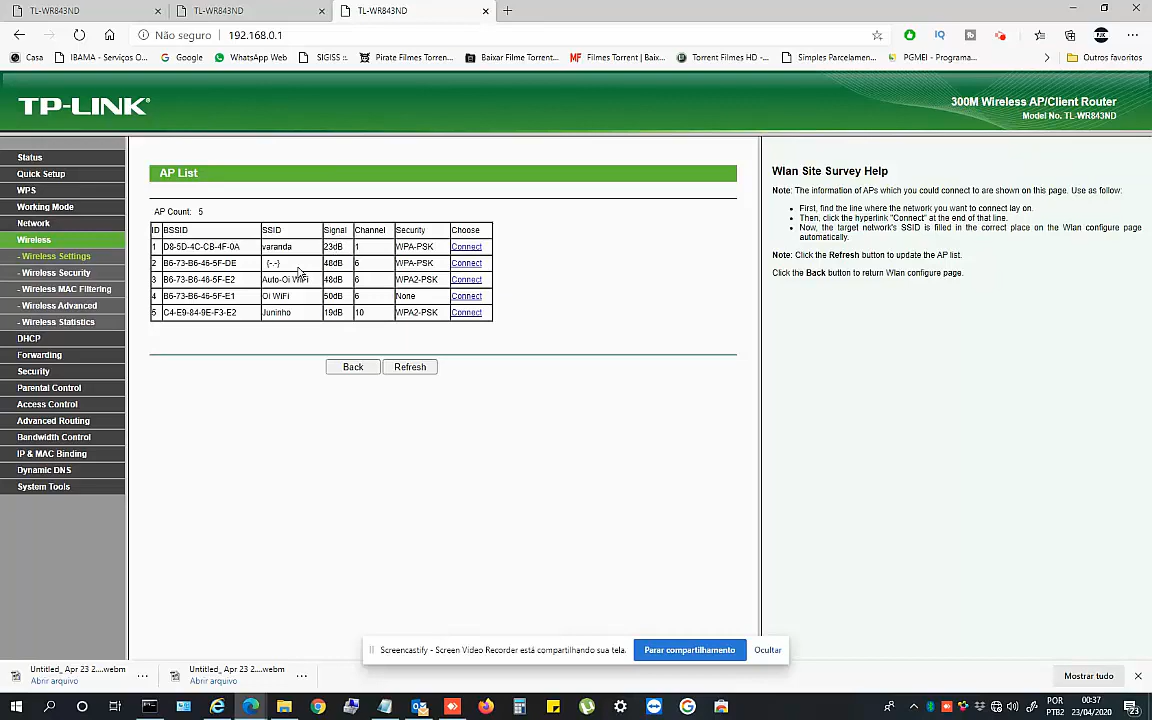 TL-WR843ND
TL-WR843ND
TL-WR843ND
Não seguro
192.168.0.1
Casa
IBAMA - Serviços O...
Google
WhatsApp Web
SIGISS ::.
Pirate Filmes Torren...
Baixar Filme Torrent...
MF Filmes Torrent | Baix...
Torrent Filmes HD -...
Simples Parcelamen...
PGMEI - Programa...
Outros favoritos
TP-LINK®
300M Wireless AP/Client Router
Model No. TL-WR843ND
Status
Quick Setup
WPS
Working Mode
Network
Wireless
- Wireless Settings
- Wireless Security
- Wireless MAC Filtering
- Wireless Advanced
- Wireless Statistics
DHCP
Forwarding
Security
Parental Control
Access Control
Advanced Routing
Bandwidth Control
IP & MAC Binding
Dynamic DNS
System Tools
AP List
AP Count: 5
ID BSSID SSID Signal Channel Security Choose
1 D8-5D-4C-CB-4F-0A varanda 23dB 1 WPA-PSK Connect
2 B6-73-B6-46-5F-DE {-.-} 48dB 6 WPA-PSK Connect
3 B6-73-B6-46-5F-E2 Auto-Oi WiFi 48dB 6 WPA2-PSK Connect
4 B6-73-B6-46-5F-E1 Oi WiFi 50dB 6 None Connect
5 C4-E9-84-9E-F3-E2 Juninho 19dB 10 WPA2-PSK Connect
Back
Refresh
Wlan Site Survey Help
Note: The information of APs which you could connect to are shown on this page. Use as follow:
First, find the line where the network you want to connect lay on.
Then, click the hyperlink "Connect" at the end of that line.
Now, the target network's SSID is filled in the correct place on the Wlan configure page
automatically.
Note: Click the Refresh button to update the AP list.
Click the Back button to return Wlan configure page.
Screencastify - Screen Video Recorder está compartilhando sua tela.
Parar compartilhamento
Ocultar
Untitled_ Apr 23 2....webm
Abrir arquivo
Untitled_ Apr 23 2....webm
Abrir arquivo
Mostrar tudo
POR
PTB2
00:37
23/04/2020
23